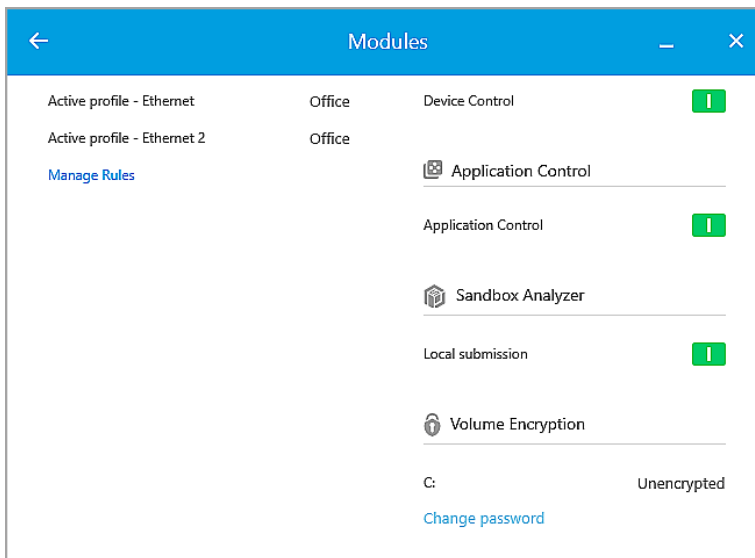 Modules
Active profile - Ethernet Office
Active profile - Ethernet 2 Office
Manage Rules
Device Control
Application Control
Application Control
Sandbox Analyzer
Local submission
Volume Encryption
C: Unencrypted
Change password